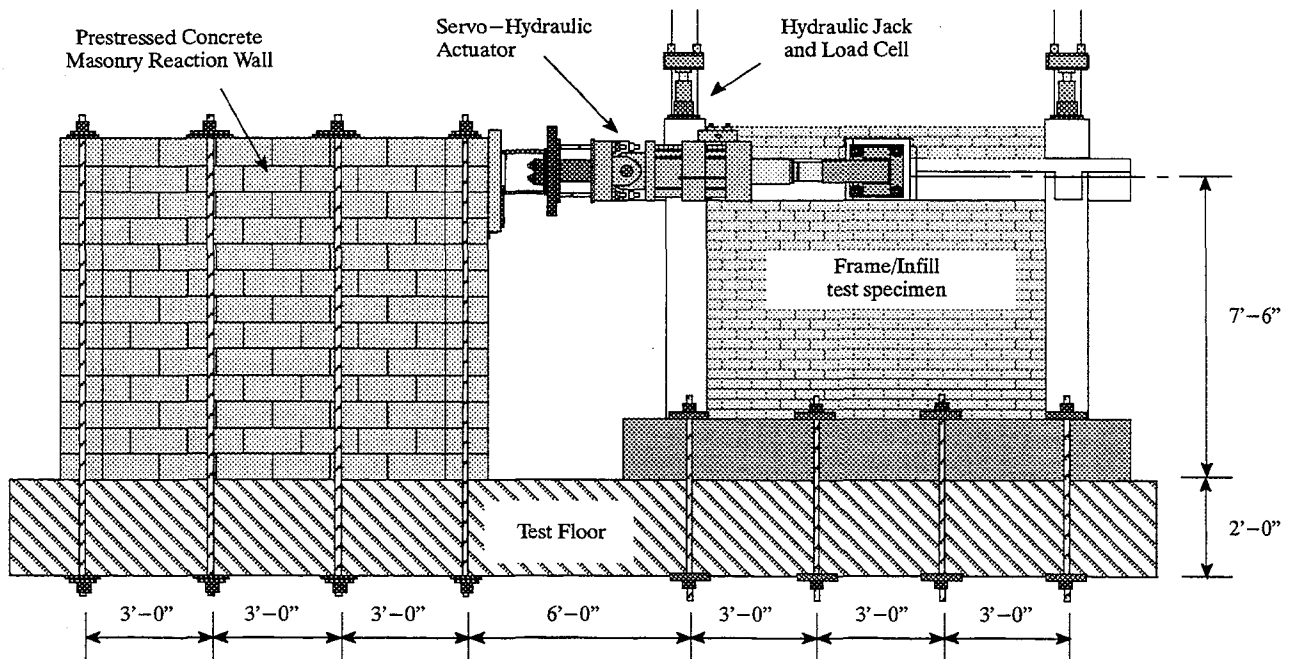 Prestressed Concrete
Masonry Reaction Wall
Servo–Hydraulic
Actuator
Hydraulic Jack
and Load Cell
Frame/Infill
test specimen
7'–6"
Test Floor
2'–0"
3'–0" 3'–0" 3'–0" 6'–0" 3'–0" 3'–0" 3'–0"